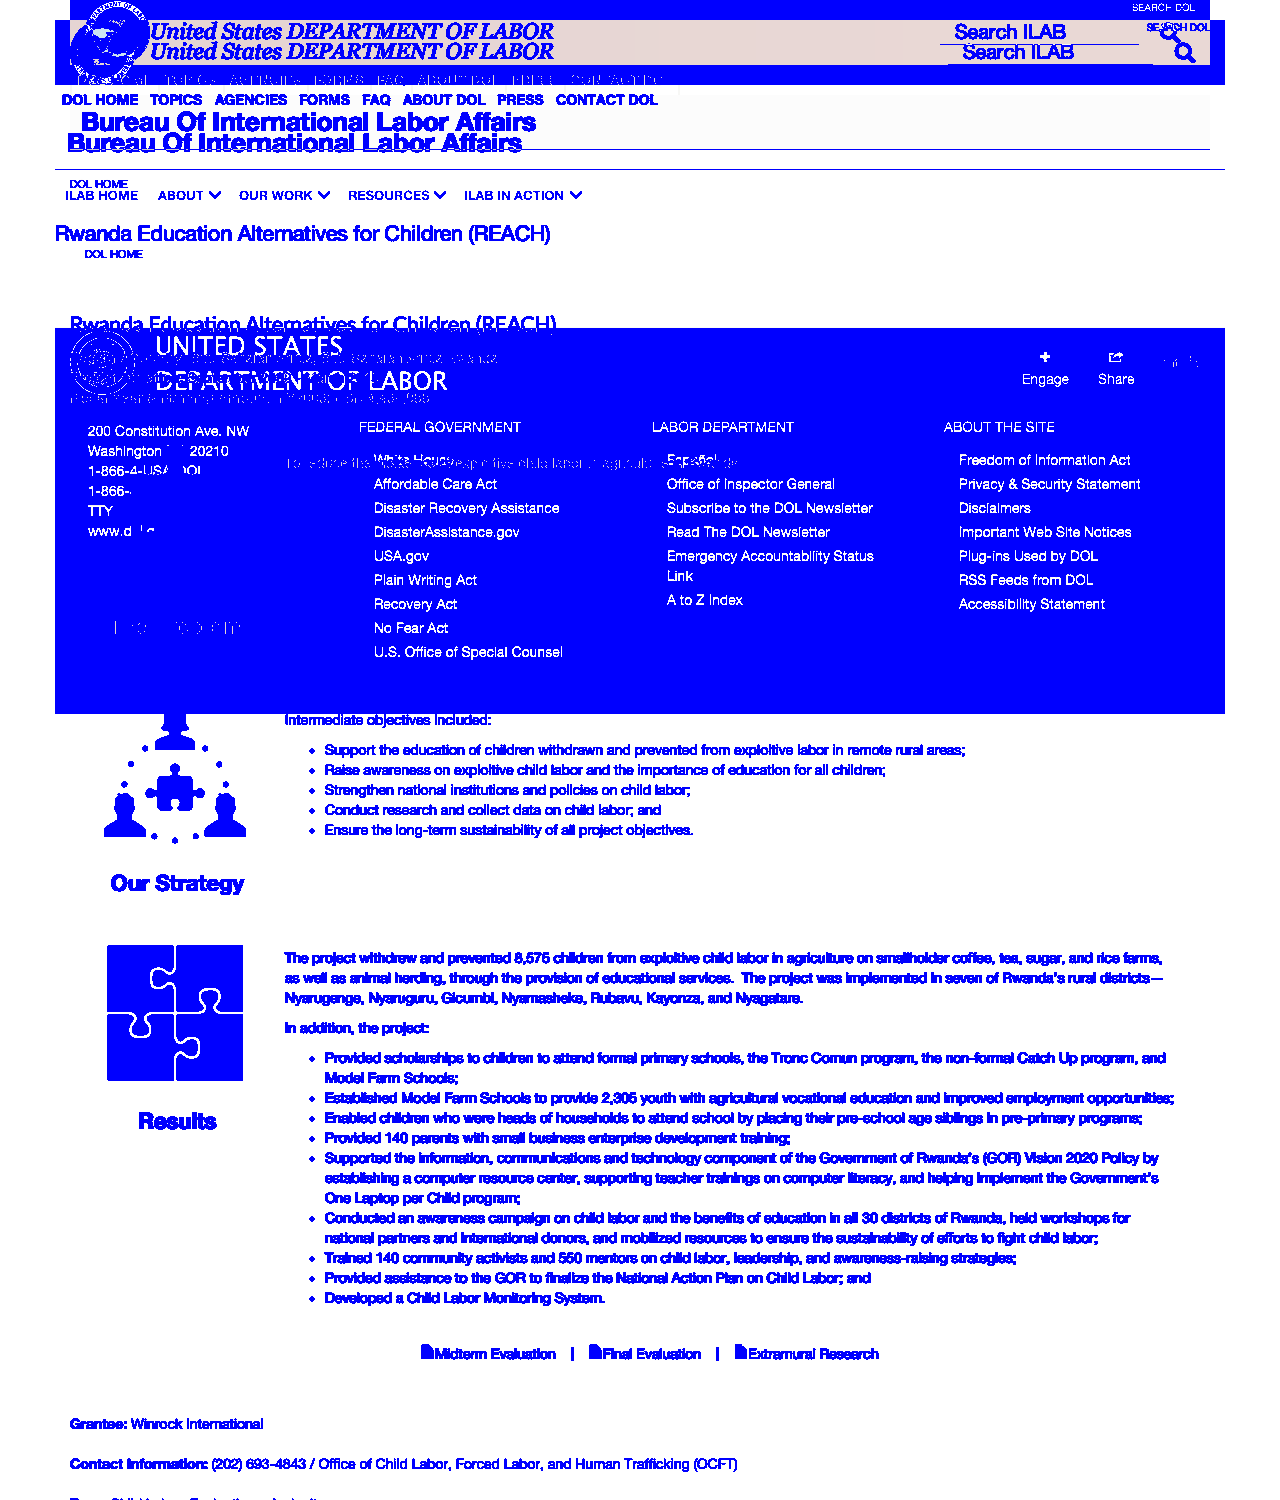 SEARCH DOL
United States DEPARTMENT OF LABOR
Search ILAB
SEARCH DOL
United States DEPARTMENT OF LABOR
Search ILAB
DOL HOME TOPICS AGENCIES FORMS FAQ ABOUT DOL PRESS CONTACT DOL
Bureau Of International Labor Affairs
Bureau Of International Labor Affairs
DOL HOME
ILAB HOME ABOUT OUR WORK RESOURCES ILAB IN ACTION
Rwanda Education Alternatives for Children (REACH)
DOL HOME
Rwanda Education Alternatives for Children (REACH)
UNITED STATES
DEPARTMENT OF LABOR
Engage Share
200 Constitution Ave. NW
Washington 20210
1-866-4-USA
1-866-
TTY
FEDERAL GOVERNMENT
White House
Affordable Care Act
Disaster Recovery Assistance
DisasterAssistance.gov
USA.gov
Plain Writing Act
Recovery Act
No Fear Act
U.S. Office of Special Counsel
LABOR DEPARTMENT
Español
Office of Inspector General
Subscribe to the DOL Newsletter
Read The DOL Newsletter
Emergency Accountability Status
Link
A to Z Index
ABOUT THE SITE
Freedom of Information Act
Privacy & Security Statement
Disclaimers
Important Web Site Notices
Plug-ins Used by DOL
RSS Feeds from DOL
Accessibility Statement
Intermediate objectives included:
Support the education of children withdrawn and prevented from exploitive labor in remote rural areas;
Raise awareness on exploitive child labor and the importance of education for all children;
Strengthen national institutions and policies on child labor;
Conduct research and collect data on child labor; and
Ensure the long-term sustainability of all project objectives.
Our Strategy
The project withdrew and prevented 8,575 children from exploitive child labor in agriculture on smallholder coffee, tea, sugar, and rice farms,
as well as animal herding, through the provision of educational services. The project was implemented in seven of Rwanda's rural districts—
Nyarugenge, Nyaruguru, Gicumbi, Nyamasheke, Rubavu, Kayonza, and Nyagatare.
In addition, the project:
Provided scholarships to children to attend formal primary schools, the Tronc Comun program, the non-formal Catch Up program, and
Model Farm Schools;
Established Model Farm Schools to provide 2,305 youth with agricultural vocational education and improved employment opportunities;
Enabled children who were heads of households to attend school by placing their pre-school age siblings in pre-primary programs;
Provided 140 parents with small business enterprise development training;
Supported the information, communications and technology component of the Government of Rwanda's (GOR) Vision 2020 Policy by
establishing a computer resource center, supporting teacher trainings on computer literacy, and helping implement the Government's
One Laptop per Child program;
Conducted an awareness campaign on child labor and the benefits of education in all 30 districts of Rwanda, held workshops for
national partners and international donors, and mobilized resources to ensure the sustainability of efforts to fight child labor;
Trained 140 community activists and 550 mentors on child labor, leadership, and awareness-raising strategies;
Provided assistance to the GOR to finalize the National Action Plan on Child Labor; and
Developed a Child Labor Monitoring System.
Results
Midterm Evaluation | Final Evaluation | Extramural Research
Grantee: Winrock International
Contact Information: (202) 693-4843 / Office of Child Labor, Forced Labor, and Human Trafficking (OCFT)